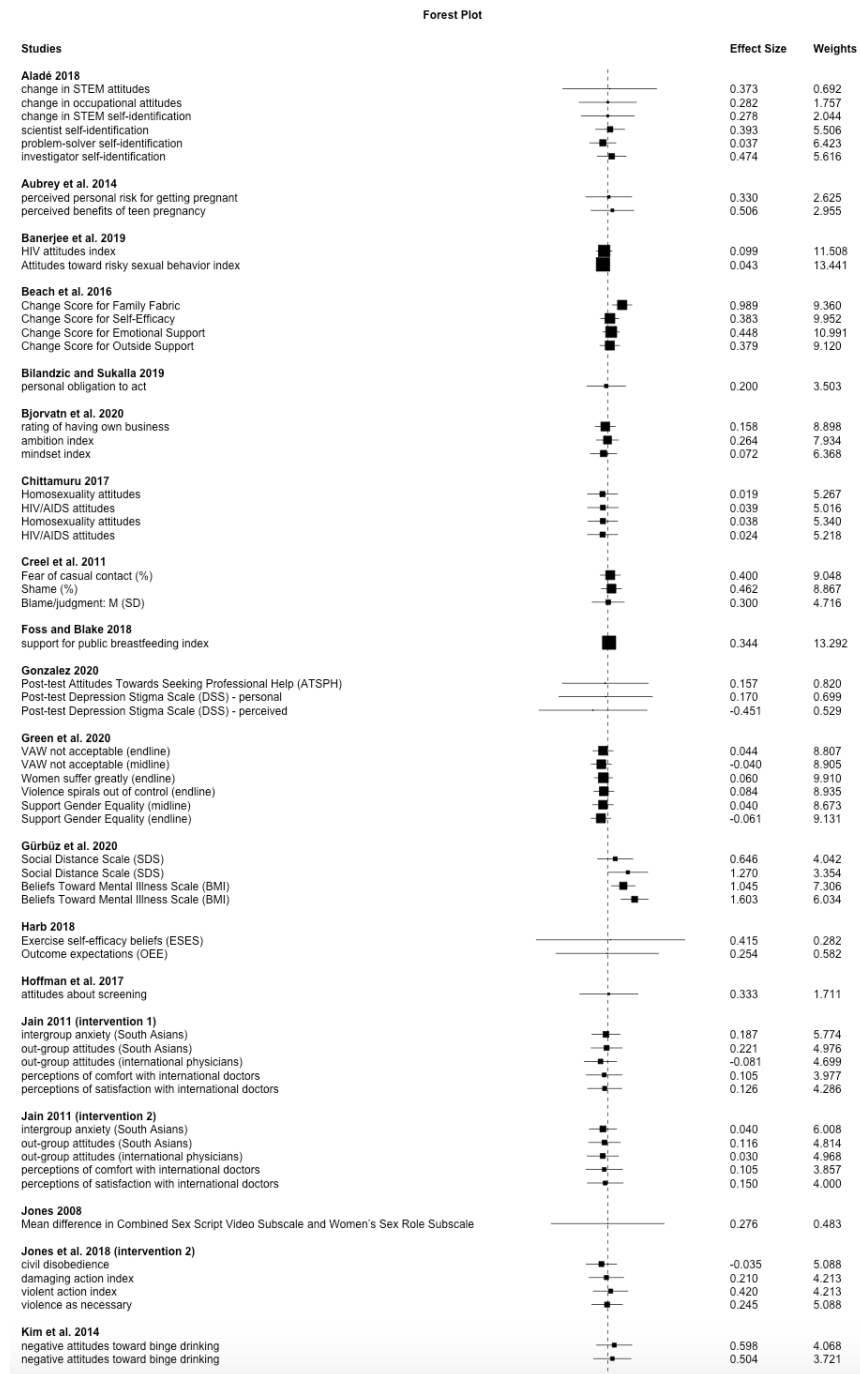 Forest Plot
Studies Effect Size Weights
Aladé 2018
change in STEM attitudes 0.373 0.692
change in occupational attitudes 0.282 1.757
change in STEM self-identification 0.278 2.044
scientist self-identification 0.393 5.506
problem-solver self-identification 0.037 6.423
investigator self-identification 0.474 5.616
Aubrey et al. 2014
perceived personal risk for getting pregnant 0.330 2.625
perceived benefits of teen pregnancy 0.506 2.955
Banerjee et al. 2019
HIV attitudes index 0.099 11.508
Attitudes toward risky sexual behavior index 0.043 13.441
Beach et al. 2016
Change Score for Family Fabric 0.989 9.360
Change Score for Self-Efficacy 0.383 9.952
Change Score for Emotional Support 0.448 10.991
Change Score for Outside Support 0.379 9.120
Bilandzic and Sukalla 2019
personal obligation to act 0.200 3.503
Bjorvatn et al. 2020
rating of having own business 0.158 8.898
ambition index 0.264 7.934
mindset index 0.072 6.368
Chittamuru 2017
Homosexuality attitudes 0.019 5.267
HIV/AIDS attitudes 0.039 5.016
Homosexuality attitudes 0.038 5.340
HIV/AIDS attitudes 0.024 5.218
Creel et al. 2011
Fear of casual contact (%) 0.400 9.048
Shame (%) 0.462 8.867
Blame/judgment: M (SD) 0.300 4.716
Foss and Blake 2018
support for public breastfeeding index 0.344 13.292
Gonzalez 2020
Post-test Attitudes Towards Seeking Professional Help (ATSPH) 0.157 0.820
Post-test Depression Stigma Scale (DSS) - personal 0.170 0.699
Post-test Depression Stigma Scale (DSS) - perceived -0.451 0.529
Green et al. 2020
VAW not acceptable (endline) 0.044 8.807
VAW not acceptable (midline) -0.040 8.905
Women suffer greatly (endline) 0.060 9.910
Violence spirals out of control (endline) 0.084 8.935
Support Gender Equality (midline) 0.040 8.673
Support Gender Equality (endline) -0.061 9.131
Gürbüz et al. 2020
Social Distance Scale (SDS) 0.646 4.042
Social Distance Scale (SDS) 1.270 3.354
Beliefs Toward Mental Illness Scale (BMI) 1.045 7.306
Beliefs Toward Mental Illness Scale (BMI) 1.603 6.034
Harb 2018
Exercise self-efficacy beliefs (ESES) 0.415 0.282
Outcome expectations (OEE) 0.254 0.582
Hoffman et al. 2017
attitudes about screening 0.333 1.711
Jain 2011 (intervention 1)
intergroup anxiety (South Asians) 0.187 5.774
out-group attitudes (South Asians) 0.221 4.976
out-group attitudes (international physicians) -0.081 4.699
perceptions of comfort with international doctors 0.105 3.977
perceptions of satisfaction with international doctors 0.126 4.286
Jain 2011 (intervention 2)
intergroup anxiety (South Asians) 0.040 6.008
out-group attitudes (South Asians) 0.116 4.814
out-group attitudes (international physicians) 0.030 4.968
perceptions of comfort with international doctors 0.105 3.857
perceptions of satisfaction with international doctors 0.150 4.000
Jones 2008
Mean difference in Combined Sex Script Video Subscale and Women's Sex Role Subscale 0.276 0.483
Jones et al. 2018 (intervention 2)
civil disobedience -0.035 5.088
damaging action index 0.210 4.213
violent action index 0.420 4.213
violence as necessary 0.245 5.088
Kim et al. 2014
negative attitudes toward binge drinking 0.598 4.068
negative attitudes toward binge drinking 0.504 3.721